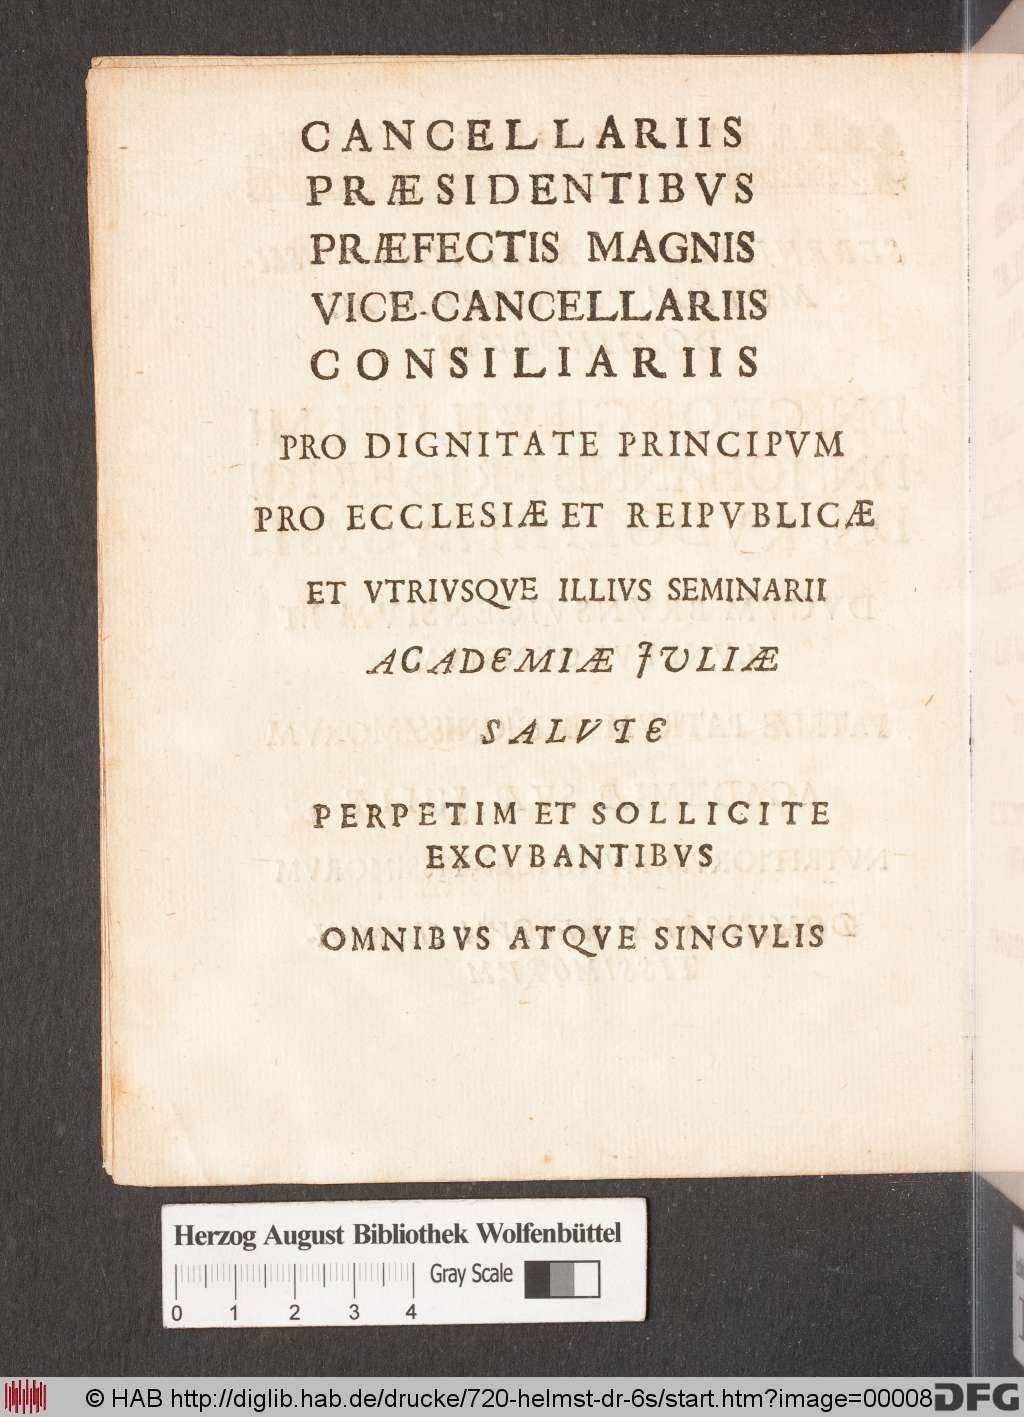 CANCELLARIIS
PRÆSIDENTIBVS
PRÆFECTIS MAGNIS
VICE-CANCELLARIIS
CONSILIARIIS
PRO DIGNITATE PRINCIPVM
PRO ECCLESIÆ ET REIPVBLICÆ
ET VTRIVSQVE ILLIVS SEMINARII
ACADEMIÆ JULIÆ
SALVTE
PERPETIM ET SOLLICITE
EXCVBANTIBVS
OMNIBVS ATQVE SINGVLIS
Herzog August Bibliothek Wolfenbüttel
Gray Scale
0 1 2 3 4
© HAB http://diglib.hab.de/drucke/720-helmst-dr-6s/start.htm?image=00008
DFG